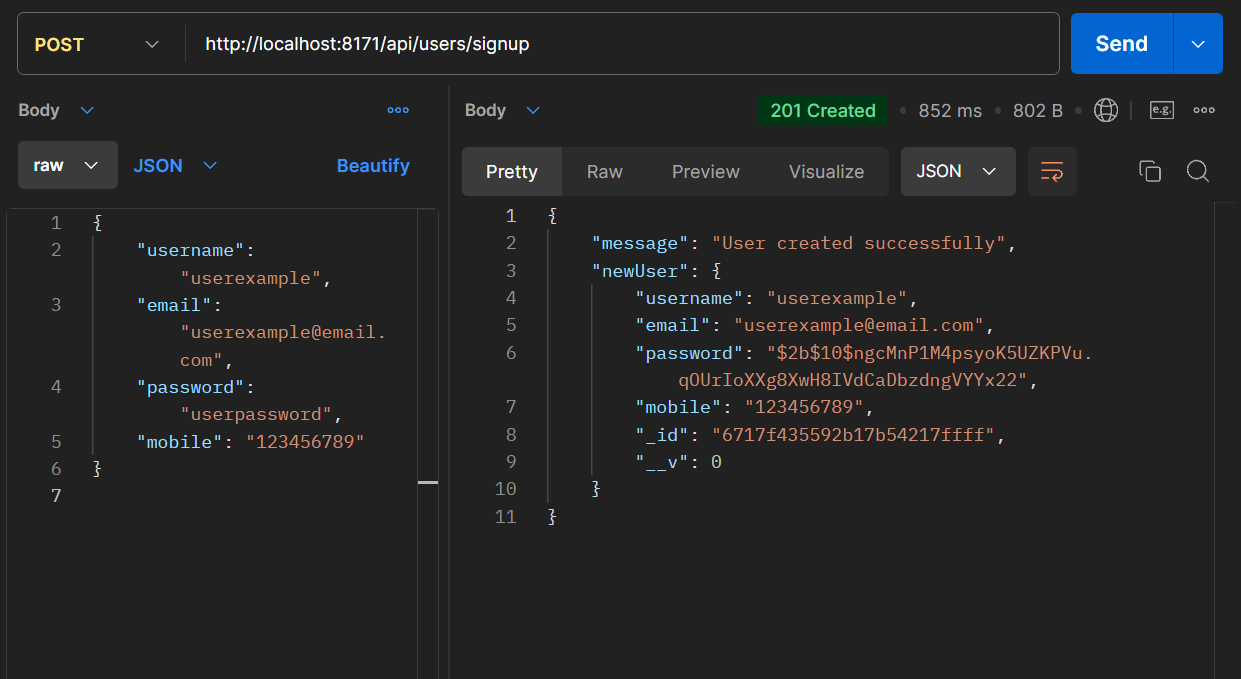 POST http://localhost:8171/api/users/signup Send
Body
raw JSON Beautify
1 {
2 "username":
"userexample",
3 "email":
"userexample@email.
com",
4 "password":
"userpassword",
5 "mobile": "123456789"
6 }
7
Body 201 Created 852 ms 802 B e.g.
Pretty Raw Preview Visualize JSON
1 {
2 "message": "User created successfully",
3 "newUser": {
4 "username": "userexample",
5 "email": "userexample@email.com",
6 "password": "$2b$10$ngcMnP1M4psyoK5UZKPVu.
qOUrIoXXg8XwH8IVdCaDbzdngVYYx22",
7 "mobile": "123456789",
8 "_id": "6717f435592b17b54217ffff",
9 "__v": 0
10 }
11 }